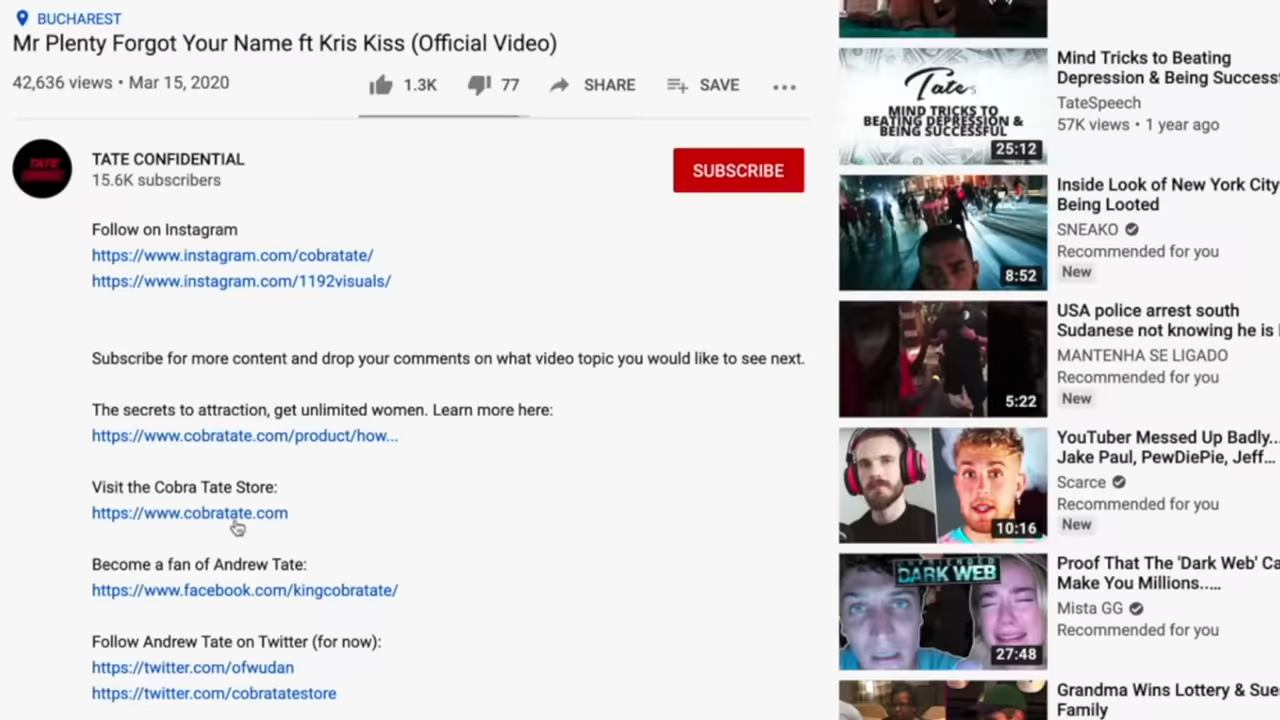 BUCHAREST
Mr Plenty Forgot Your Name ft Kris Kiss (Official Video)
42,636 views • Mar 15, 2020
1.3K
77
SHARE
SAVE
TATE
TATE CONFIDENTIAL
15.6K subscribers
SUBSCRIBE
Follow on Instagram
https://www.instagram.com/cobratate/
https://www.instagram.com/1192visuals/
Subscribe for more content and drop your comments on what video topic you would like to see next.
The secrets to attraction, get unlimited women. Learn more here:
https://www.cobratate.com/product/how...
Visit the Cobra Tate Store:
https://www.cobratate.com
Become a fan of Andrew Tate:
https://www.facebook.com/kingcobratate/
Follow Andrew Tate on Twitter (for now):
https://twitter.com/ofwudan
https://twitter.com/cobratatestore
Tate's
MIND TRICKS TO
BEATING DEPRESSION &
BEING SUCCESSFUL
25:12
Mind Tricks to Beating
Depression & Being Successf
TateSpeech
57K views • 1 year ago
8:52
Inside Look of New York City
Being Looted
SNEAKO
Recommended for you
New
5:22
USA police arrest south
Sudanese not knowing he is
MANTENHA SE LIGADO
Recommended for you
New
10:16
YouTuber Messed Up Badly...
Jake Paul, PewDiePie, Jeff...
Scarce
Recommended for you
New
UNFRIENDED
DARK WEB
27:48
Proof That The 'Dark Web' Ca
Make You Millions.....
Mista GG
Recommended for you
Grandma Wins Lottery & Sue
Family